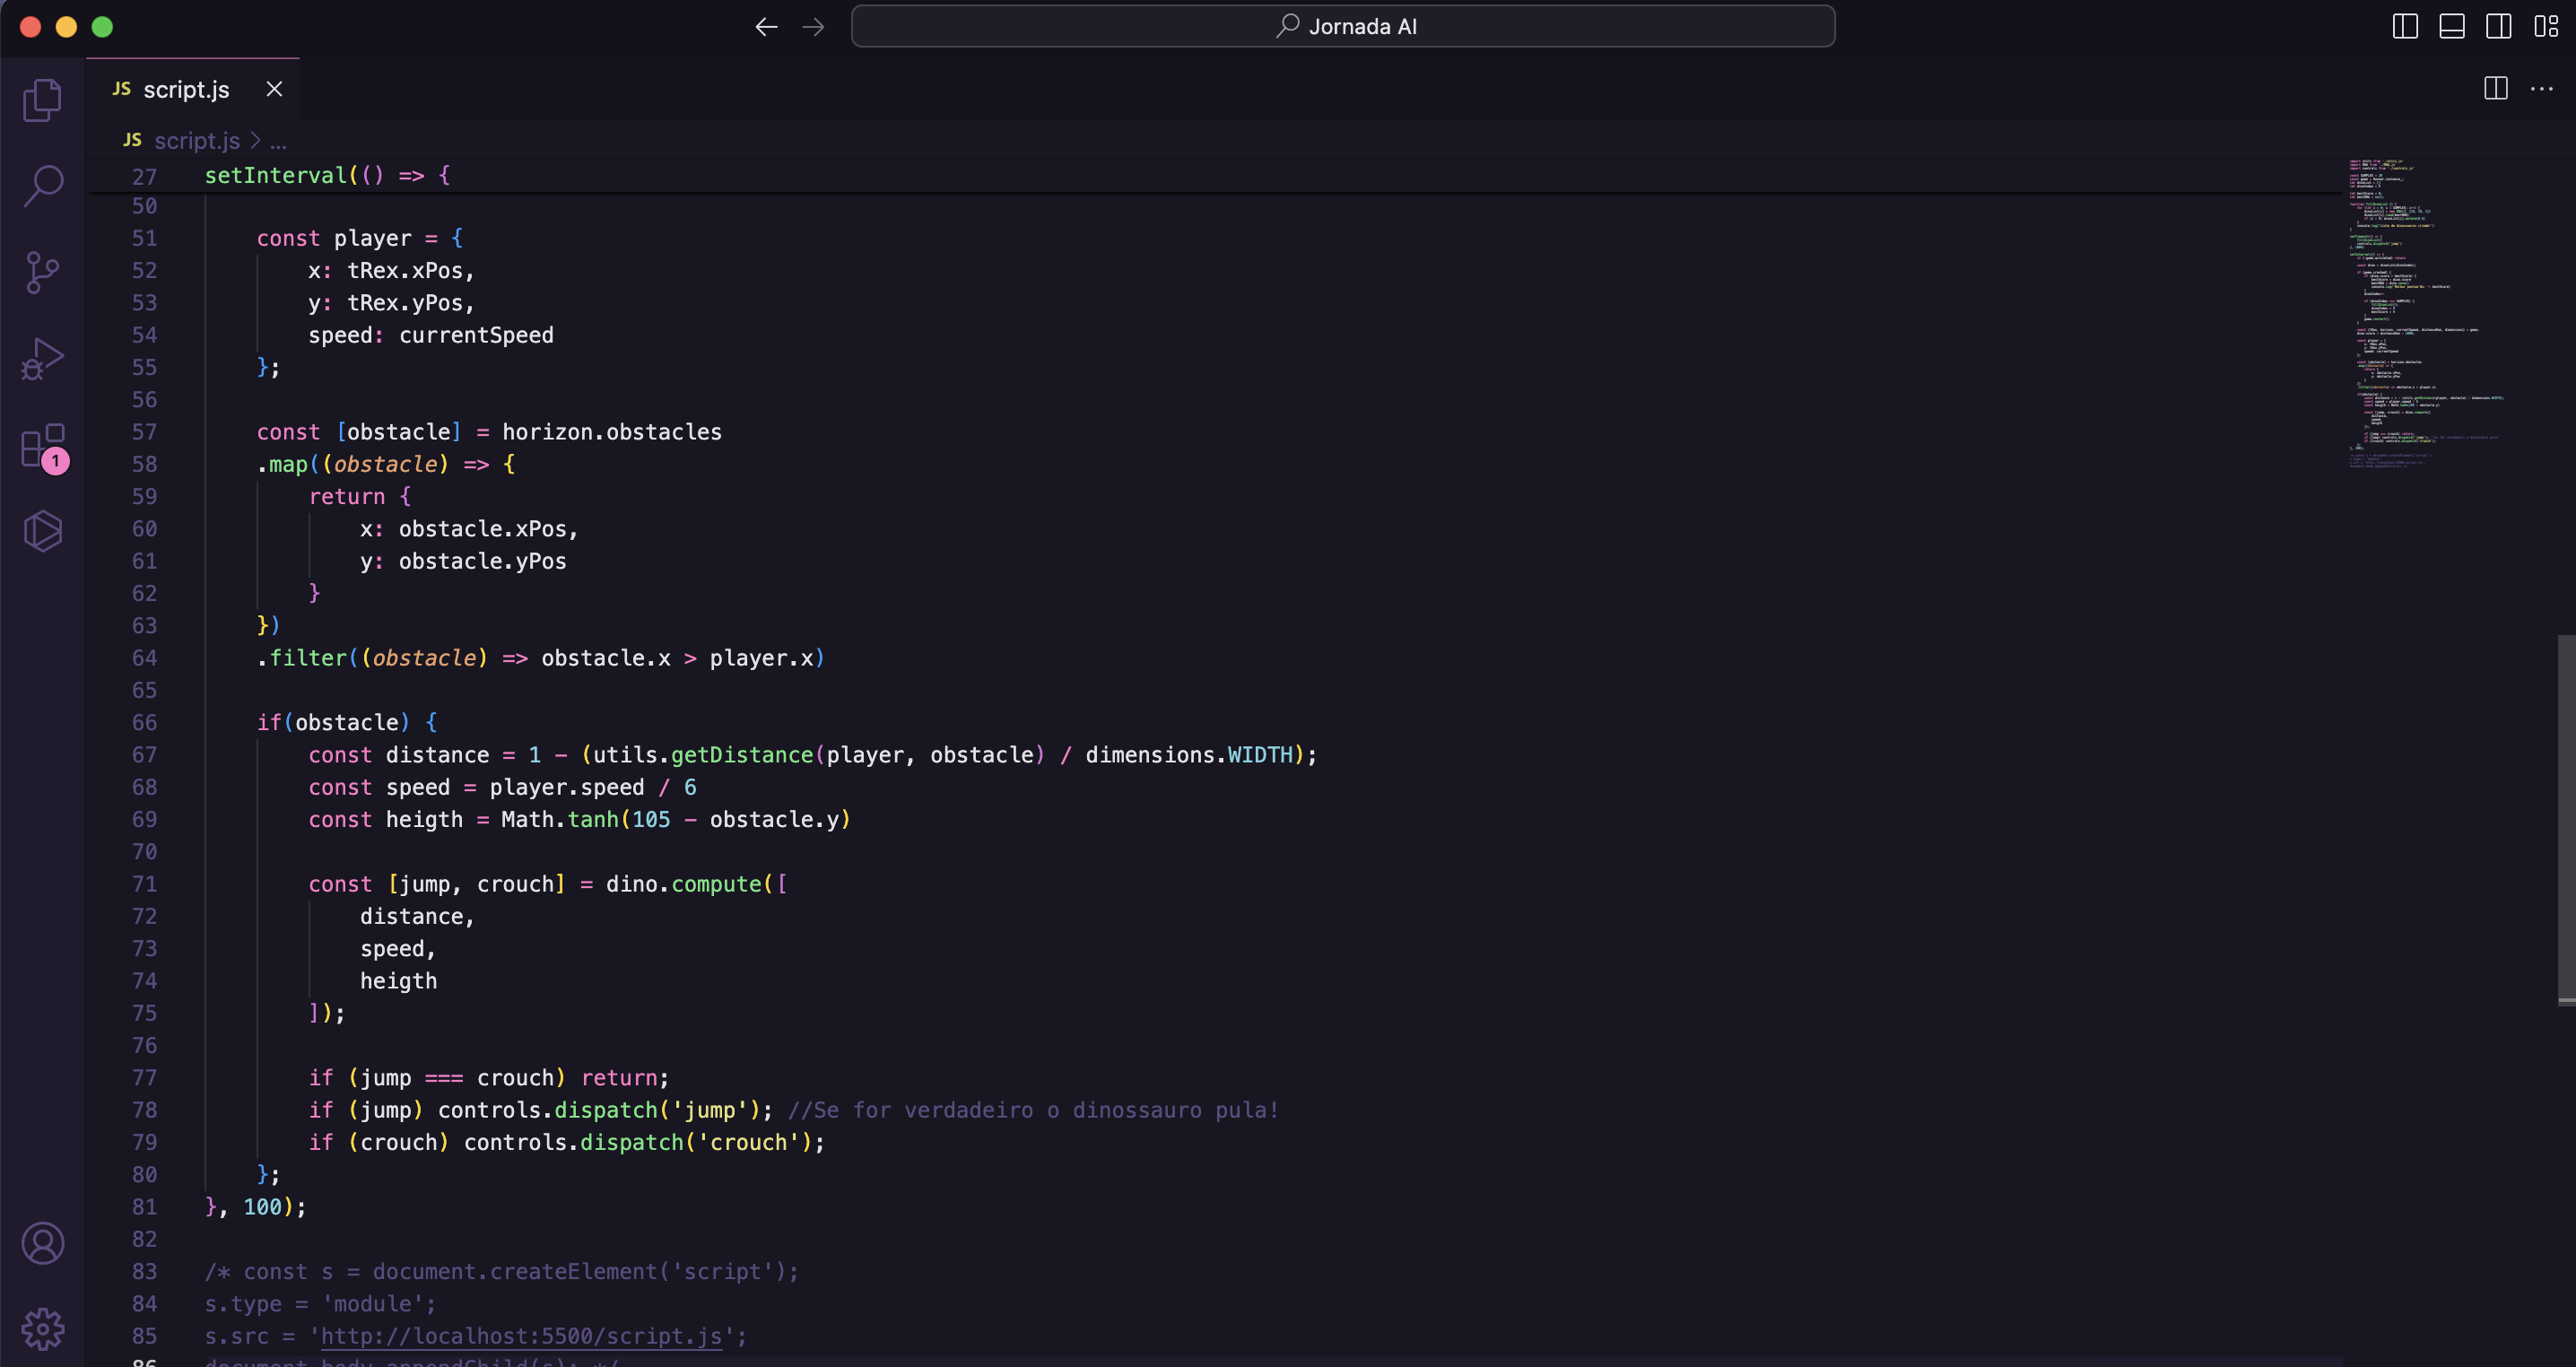 Jornada AI
JS script.js
JS script.js > ...
27 setInterval(() => {
50
51 const player = {
52 x: tRex.xPos,
53 y: tRex.yPos,
54 speed: currentSpeed
55 };
56
57 const [obstacle] = horizon.obstacles
58 .map((obstacle) => {
59 return {
60 x: obstacle.xPos,
61 y: obstacle.yPos
62 }
63 })
64 .filter((obstacle) => obstacle.x > player.x)
65
66 if(obstacle) {
67 const distance = 1 - (utils.getDistance(player, obstacle) / dimensions.WIDTH);
68 const speed = player.speed / 6
69 const heigth = Math.tanh(105 - obstacle.y)
70
71 const [jump, crouch] = dino.compute([
72 distance,
73 speed,
74 heigth
75 ]);
76
77 if (jump === crouch) return;
78 if (jump) controls.dispatch('jump'); //Se for verdadeiro o dinossauro pula!
79 if (crouch) controls.dispatch('crouch');
80 };
81 }, 100);
82
83 /* const s = document.createElement('script');
84 s.type = 'module';
85 s.src = 'http://localhost:5500/script.js';
86 document.body.appendChild(s); */
1